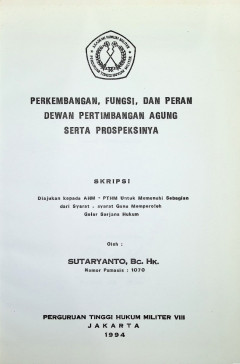 PERKEMBANGAN, FUNGSI, DAN PERAN
DEWAN PERTIMBANGAN AGUNG
SERTA PROSPEKSINYA
SKRIPSI
Diajukan kepada AHM - PTHM Untuk Memenuhi Sebagian
dari Syarat - syarat Guna Memperoleh
Gelar Sarjana Hukum
Oleh :
SUTARYANTO, Bc. Hk.
Nomor Pamasis : 1070
PERGURUAN TINGGI HUKUM MILITER VIII
JAKARTA
1994